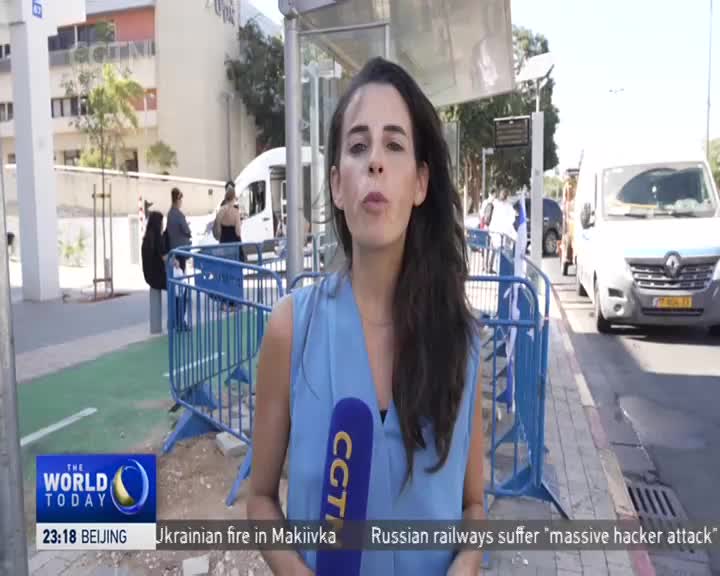 CGTN
THE
WORLD
TODAY
23:18 BEIJING
Ukrainian fire in Makiivka
Russian railways suffer "massive hacker attack"
CGTN